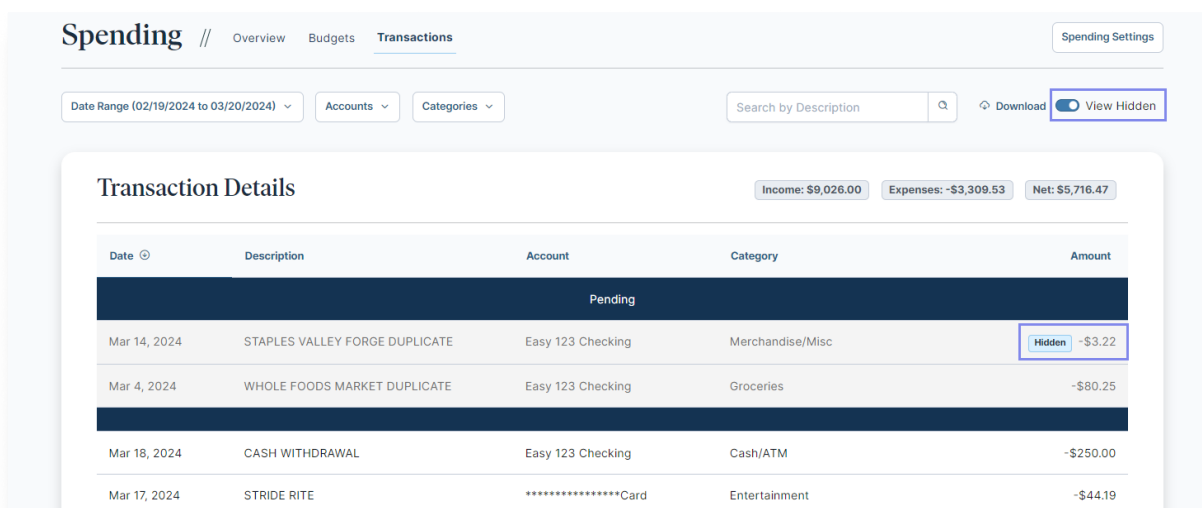 Spending // Overview Budgets Transactions Spending Settings
Date Range (02/19/2024 to 03/20/2024) Accounts Categories Search by Description Download View Hidden
Transaction Details Income: $9,026.00 Expenses: -$3,309.53 Net: $5,716.47
Date Description Account Category Amount
Pending
Mar 14, 2024 STAPLES VALLEY FORGE DUPLICATE Easy 123 Checking Merchandise/Misc Hidden -$3.22
Mar 4, 2024 WHOLE FOODS MARKET DUPLICATE Easy 123 Checking Groceries -$80.25
Mar 18, 2024 CASH WITHDRAWAL Easy 123 Checking Cash/ATM -$250.00
Mar 17, 2024 STRIDE RITE ****************Card Entertainment -$44.19